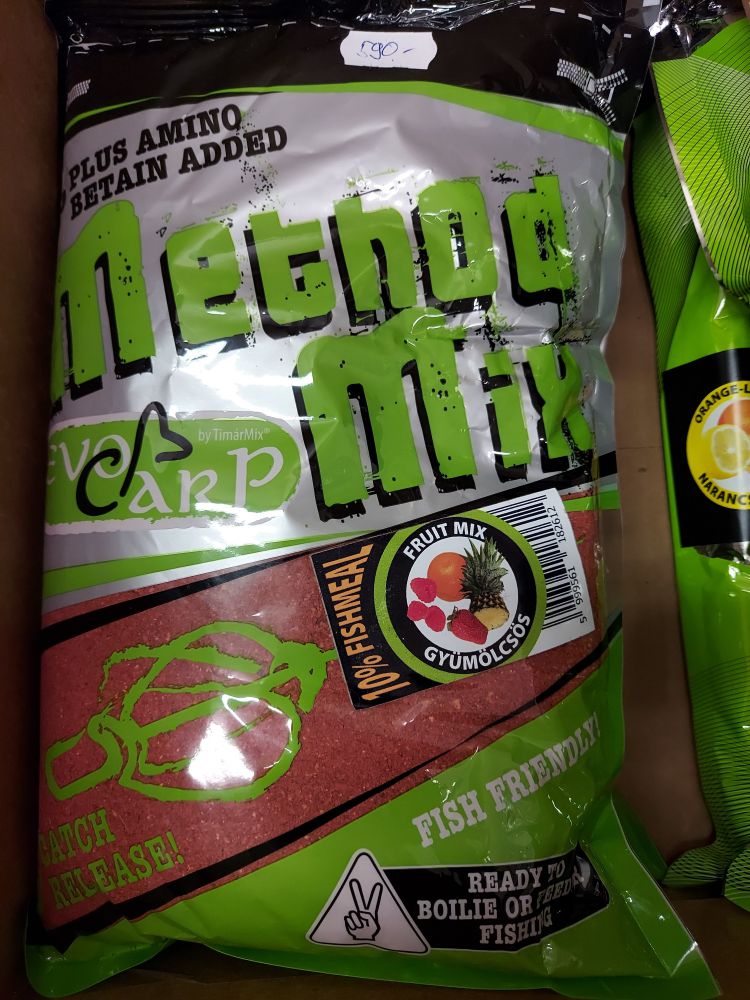 590.-
PLUS AMINO
BETAIN ADDED
Method
Mix
by TimárMix®
EVO
CARP
10% FISHMEAL
FRUIT MIX
GYÜMÖLCSÖS
5 999561 182612
CATCH
RELEASE!
FISH FRIENDLY!
READY TO
BOILIE OR FEEDER
FISHING
ORANGE-
NARANCS